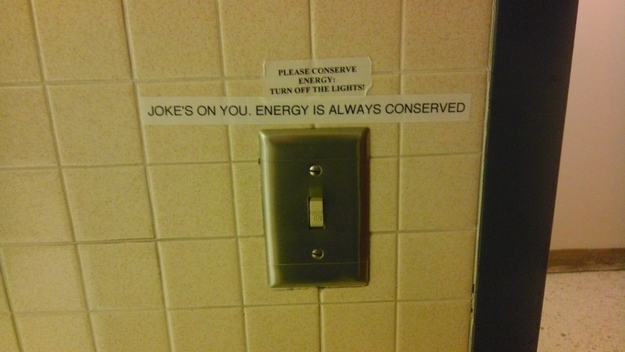 PLEASE CONSERVE
ENERGY:
TURN OFF THE LIGHTS!
JOKE'S ON YOU. ENERGY IS ALWAYS CONSERVED